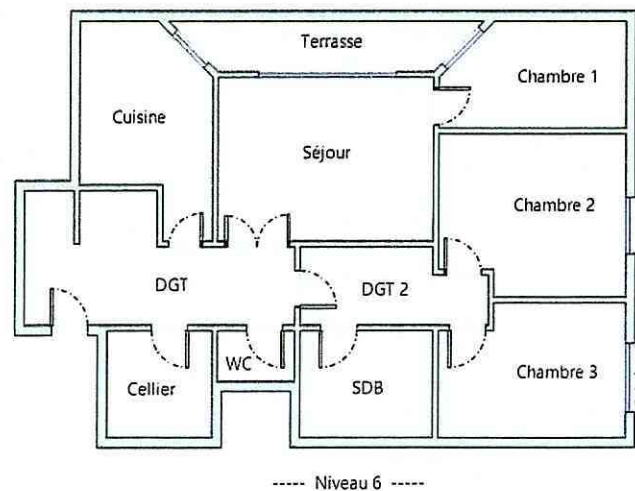 Terrasse
Chambre 1
Cuisine
Séjour
Chambre 2
DGT
DGT 2
WC
Cellier
SDB
Chambre 3
----- Niveau 6 -----